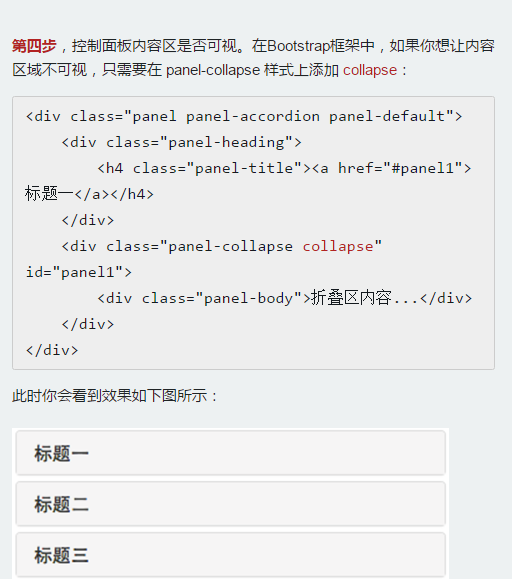 第四步，控制面板内容区是否可视。在Bootstrap框架中，如果你想让内容
区域不可视，只需要在 panel-collapse 样式上添加 collapse：
<div class="panel panel-accordion panel-default">
<div class="panel-heading">
<h4 class="panel-title"><a href="#panel1">
标题一</a></h4>
</div>
<div class="panel-collapse collapse"
id="panel1">
<div class="panel-body">折叠区内容...</div>
</div>
</div>
此时你会看到效果如下图所示：
标题一
标题二
标题三